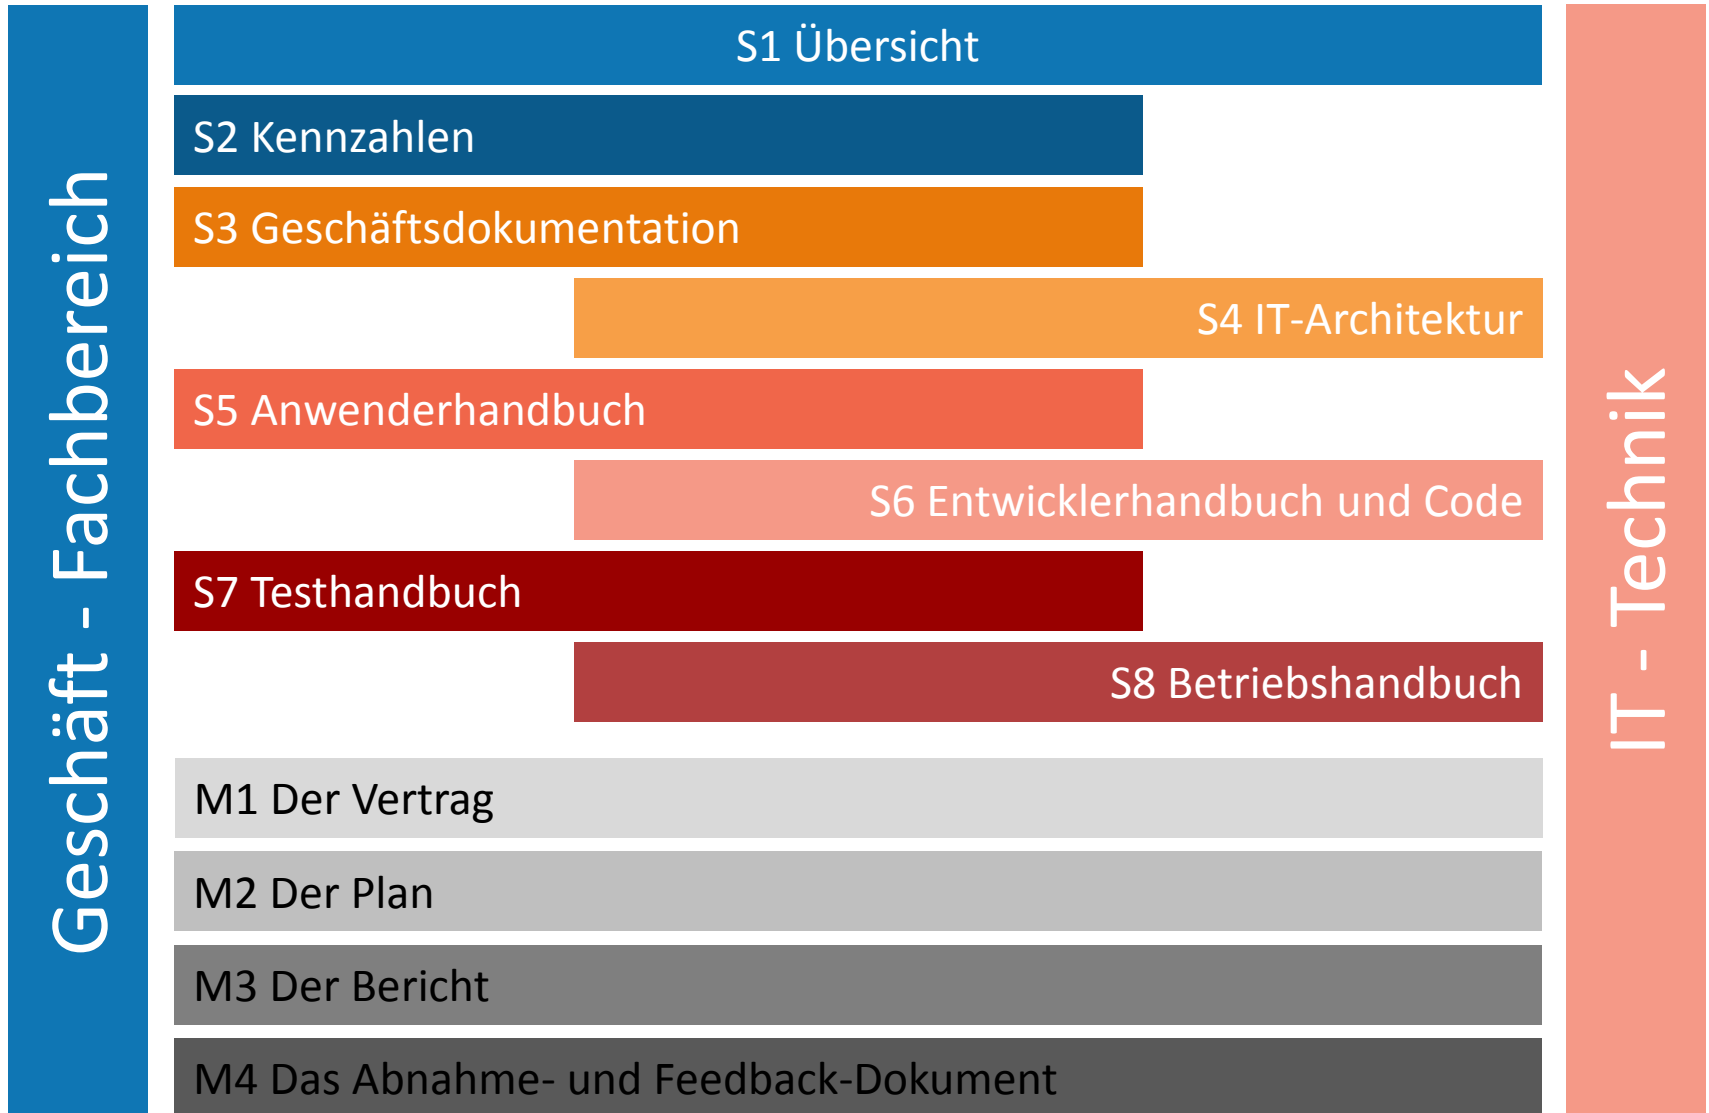 Geschäft - Fachbereich
S1 Übersicht
S2 Kennzahlen
S3 Geschäftsdokumentation
S4 IT-Architektur
S5 Anwenderhandbuch
S6 Entwicklerhandbuch und Code
S7 Testhandbuch
S8 Betriebshandbuch
M1 Der Vertrag
M2 Der Plan
M3 Der Bericht
M4 Das Abnahme- und Feedback-Dokument
IT - Technik